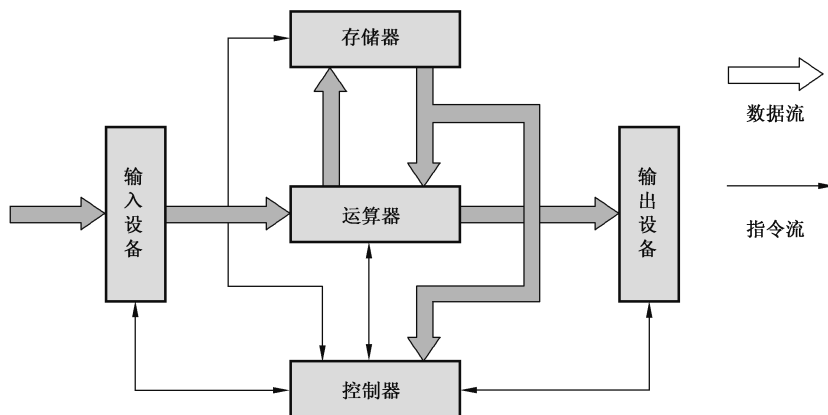 存储器
数据流
输入设备
运算器
输出设备
指令流
控制器